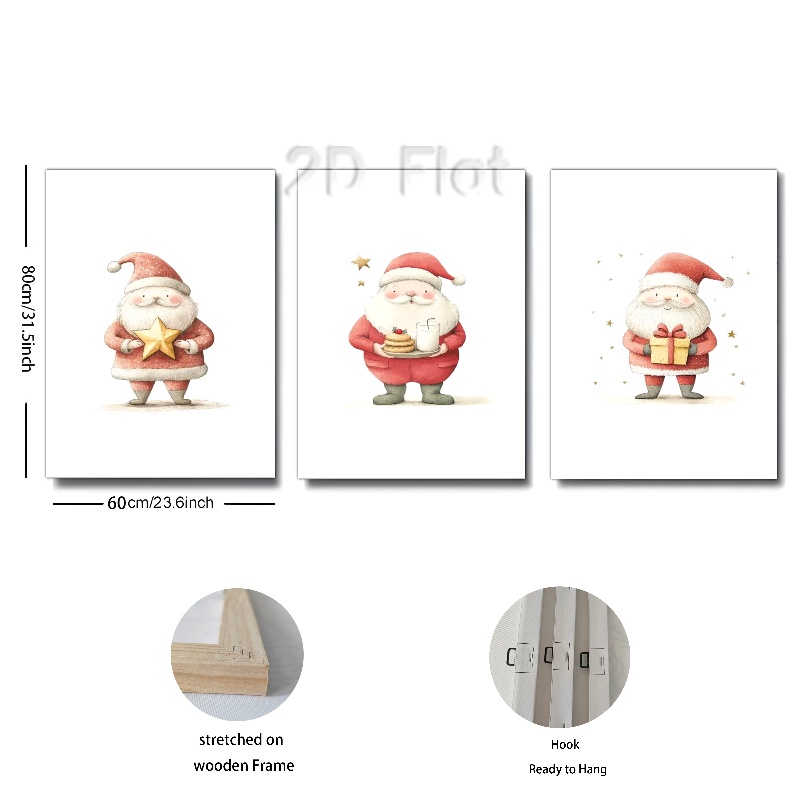 2D Flat
80cm/31.5inch
60cm/23.6inch
stretched on
wooden Frame
Hook
Ready to Hang